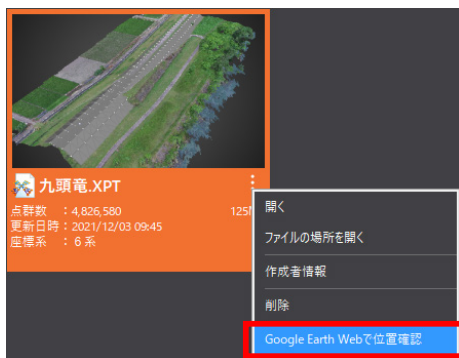 九頭竜.XPT
点群数 : 4,826,580
更新日時 : 2021/12/03 09:45
座標系 : 6 系
開く
ファイルの場所を開く
作成者情報
削除
Google Earth Webで位置確認